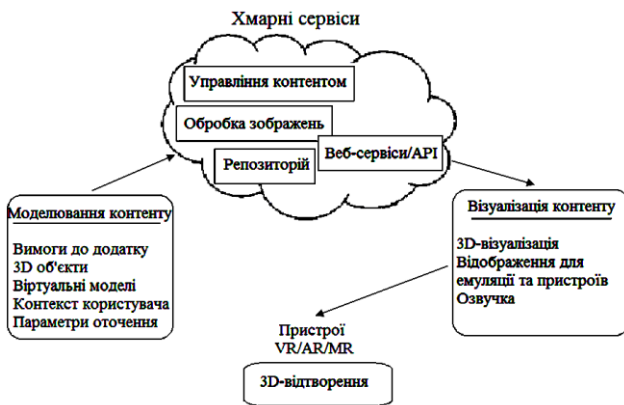 Хмарні сервіси
Управління контентом
Обробка зображень
Веб-сервіси/API
Репозиторій
Моделювання контенту
Вимоги до додатку
3D об'єкти
Віртуальні моделі
Контекст користувача
Параметри оточення
Візуалізація контенту
3D-візуалізація
Відображення для
емуляції та пристроїв
Озвучка
Пристрої
VR/AR/MR
3D-відтворення